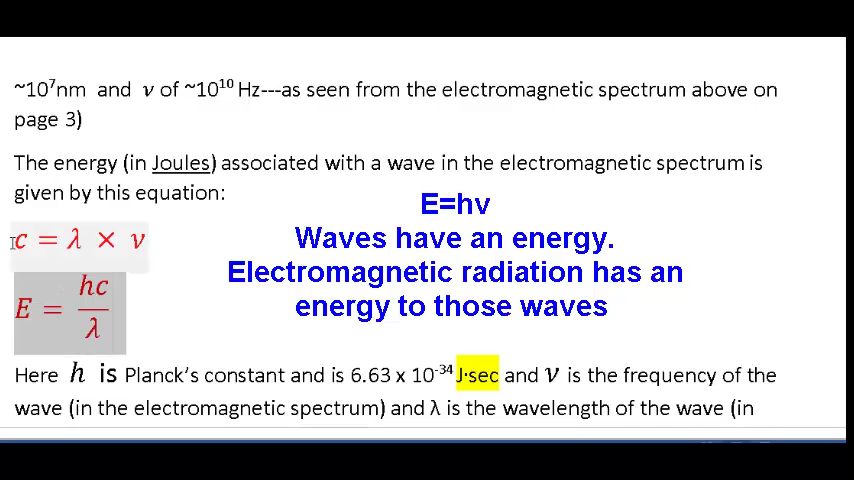 ~10⁷nm and ν of ~10¹⁰ Hz---as seen from the electromagnetic spectrum above on
page 3)
The energy (in Joules) associated with a wave in the electromagnetic spectrum is
given by this equation:
E=hv
Waves have an energy.
Electromagnetic radiation has an
energy to those waves
c = λ × ν
E = hc/λ
Here h is Planck's constant and is 6.63 x 10⁻³⁴ J·sec and ν is the frequency of the
wave (in the electromagnetic spectrum) and λ is the wavelength of the wave (in